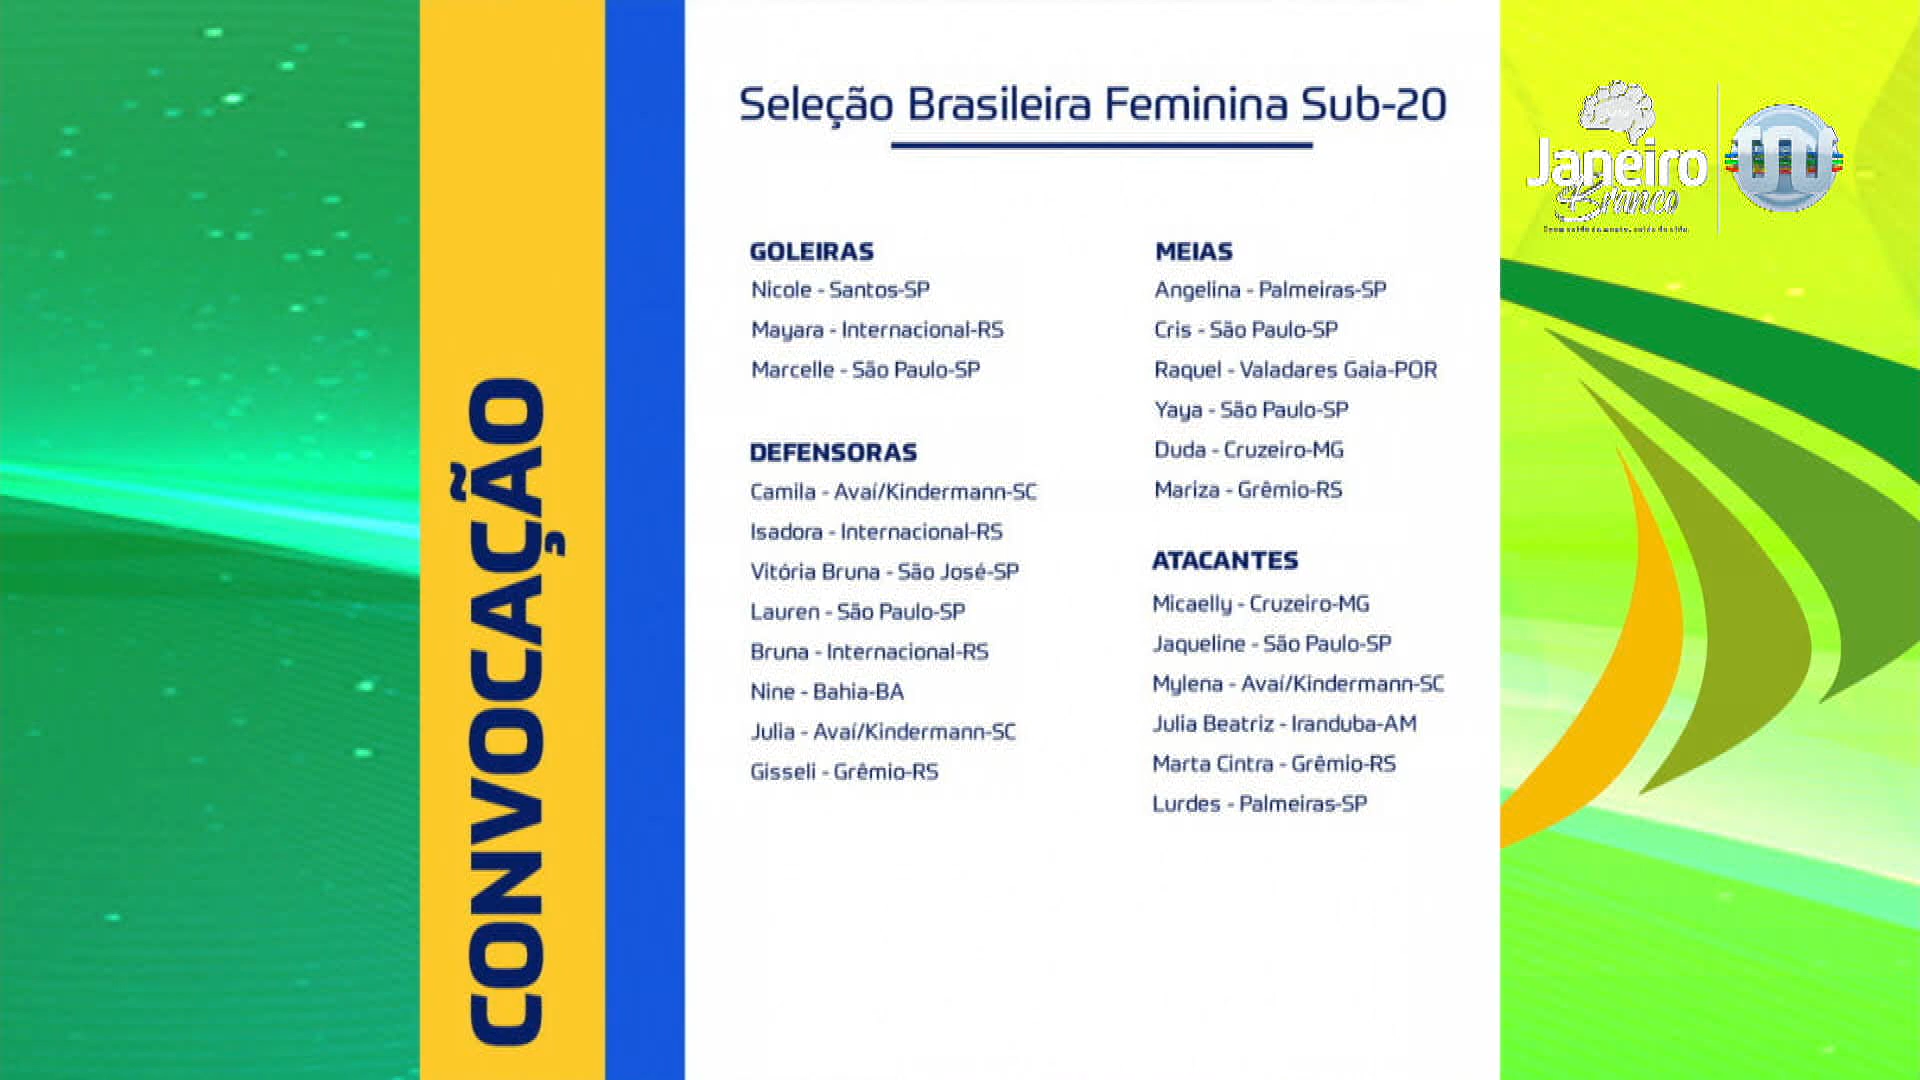 CONVOCAÇÃO
Seleção Brasileira Feminina Sub-20
GOLEIRAS
Nicole - Santos-SP
Mayara - Internacional-RS
Marcelle - São Paulo-SP
DEFENSORAS
Camila - Avaí/Kindermann-SC
Isadora - Internacional-RS
Vitória Bruna - São José-SP
Lauren - São Paulo-SP
Bruna - Internacional-RS
Nine - Bahia-BA
Julia - Avaí/Kindermann-SC
Gisseli - Grêmio-RS
MEIAS
Angelina - Palmeiras-SP
Cris - São Paulo-SP
Raquel - Valadares Gaia-POR
Yaya - São Paulo-SP
Duda - Cruzeiro-MG
Mariza - Grêmio-RS
ATACANTES
Micaelly - Cruzeiro-MG
Jaqueline - São Paulo-SP
Mylena - Avaí/Kindermann-SC
Julia Beatriz - Iranduba-AM
Marta Cintra - Grêmio-RS
Lurdes - Palmeiras-SP
Janeiro
Branco